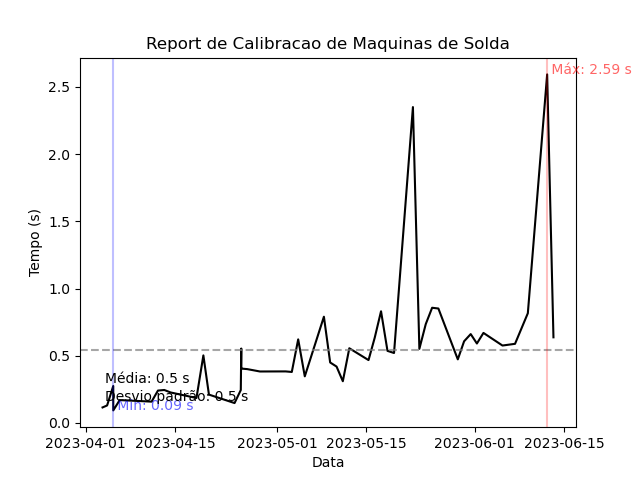 Report de Calibracao de Maquinas de Solda
Máx: 2.59 s
2.5
2.0
1.5
1.0
0.5
0.0
Tempo (s)
Média: 0.5 s
Desvio padrão: 0.5 s
Mín: 0.09 s
2023-04-01 2023-04-15 2023-05-01 2023-05-15 2023-06-01 2023-06-15
Data